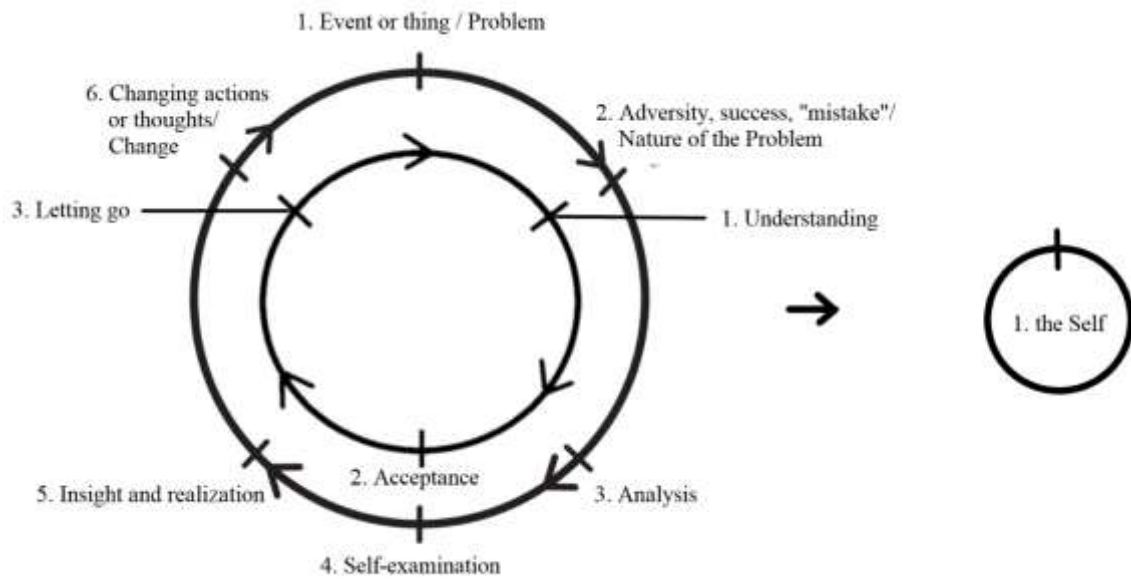 1. Event or thing / Problem
6. Changing actions
or thoughts/
Change
2. Adversity, success, "mistake"/
Nature of the Problem
3. Letting go
1. Understanding
1. the Self
2. Acceptance
5. Insight and realization
3. Analysis
4. Self-examination